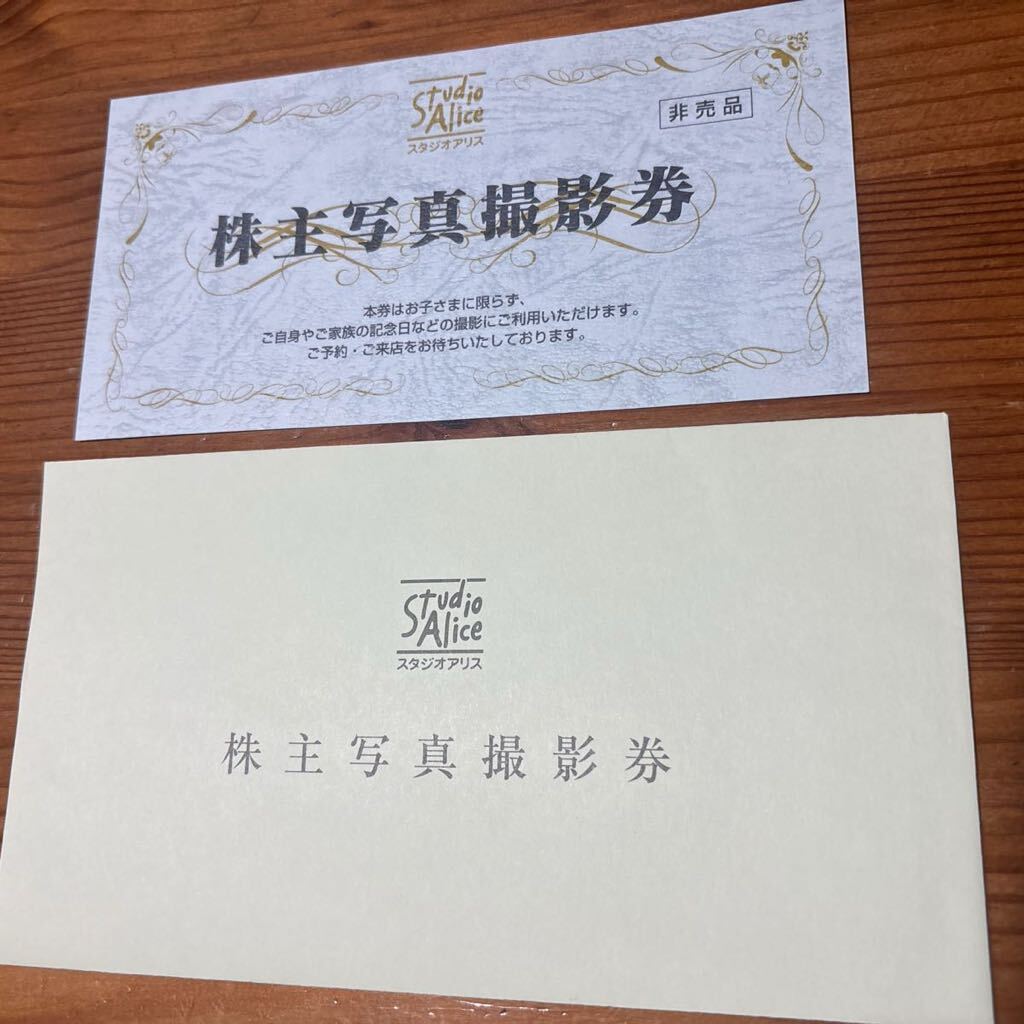 Studio
Alice
スタジオアリス
非売品
株主写真撮影券
本券はお子さまに限らず、
ご自身やご家族の記念日などの撮影にご利用いただけます。
ご予約・ご来店をお待ちいたしております。
Studio
Alice
スタジオアリス
株主写真撮影券